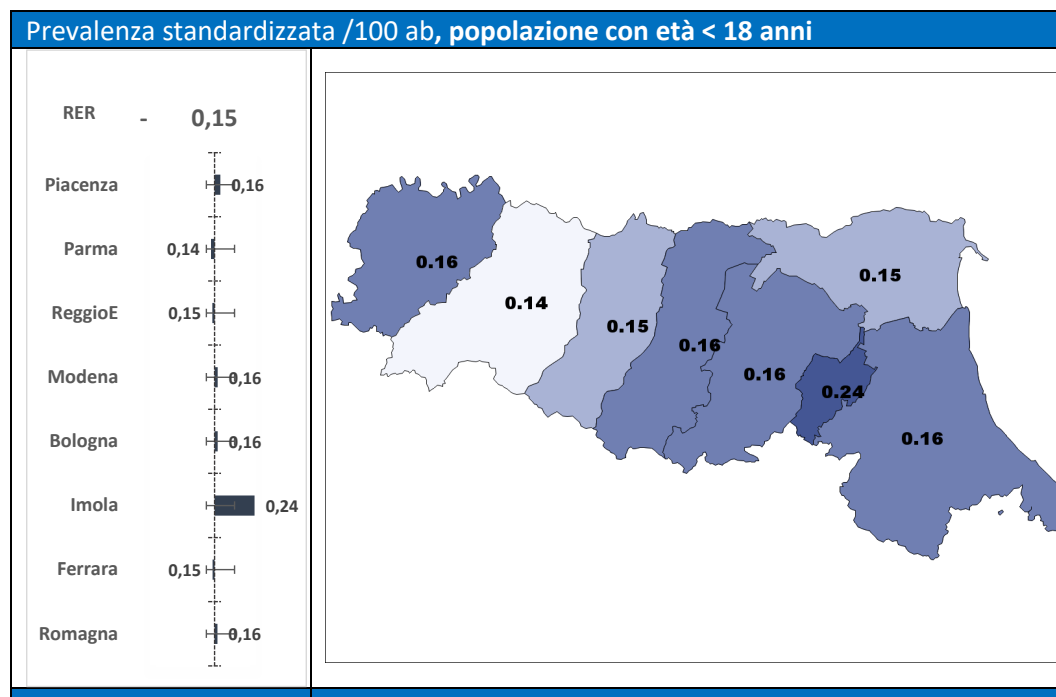 Prevalenza standardizzata /100 ab, popolazione con età < 18 anni
RER - 0,15
Piacenza 0,16
Parma 0,14
ReggioE 0,15
Modena 0,16
Bologna 0,16
Imola 0,24
Ferrara 0,15
Romagna 0,16
0.16
0.14
0.15
0.16
0.16
0.24
0.15
0.16